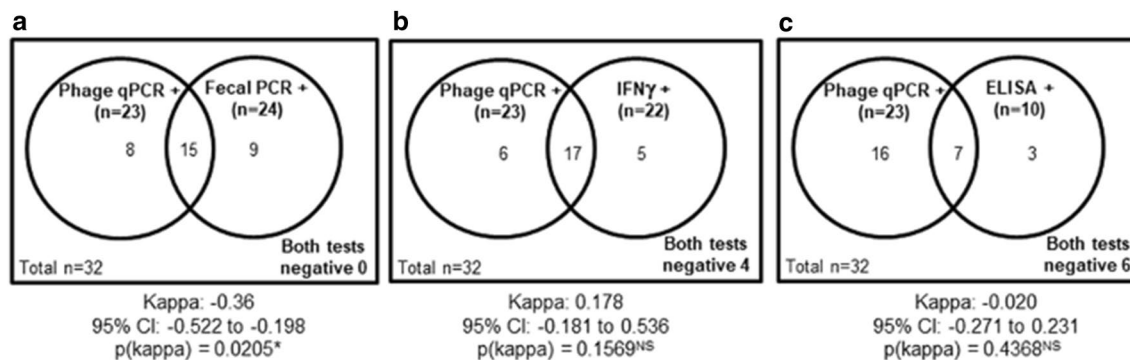 a
Phage qPCR +
(n=23)
Fecal PCR +
(n=24)
8
15
9
Both tests
negative 0
Total n=32
Kappa: -0.36
95% CI: -0.522 to -0.198
p(kappa) = 0.0205*
b
Phage qPCR +
(n=23)
IFNγ +
(n=22)
6
17
5
Both tests
negative 4
Total n=32
Kappa: 0.178
95% CI: -0.181 to 0.536
p(kappa) = 0.1569NS
c
Phage qPCR +
(n=23)
ELISA +
(n=10)
16
7
3
Both tests
negative 6
Total n=32
Kappa: -0.020
95% CI: -0.271 to 0.231
p(kappa) = 0.4368NS